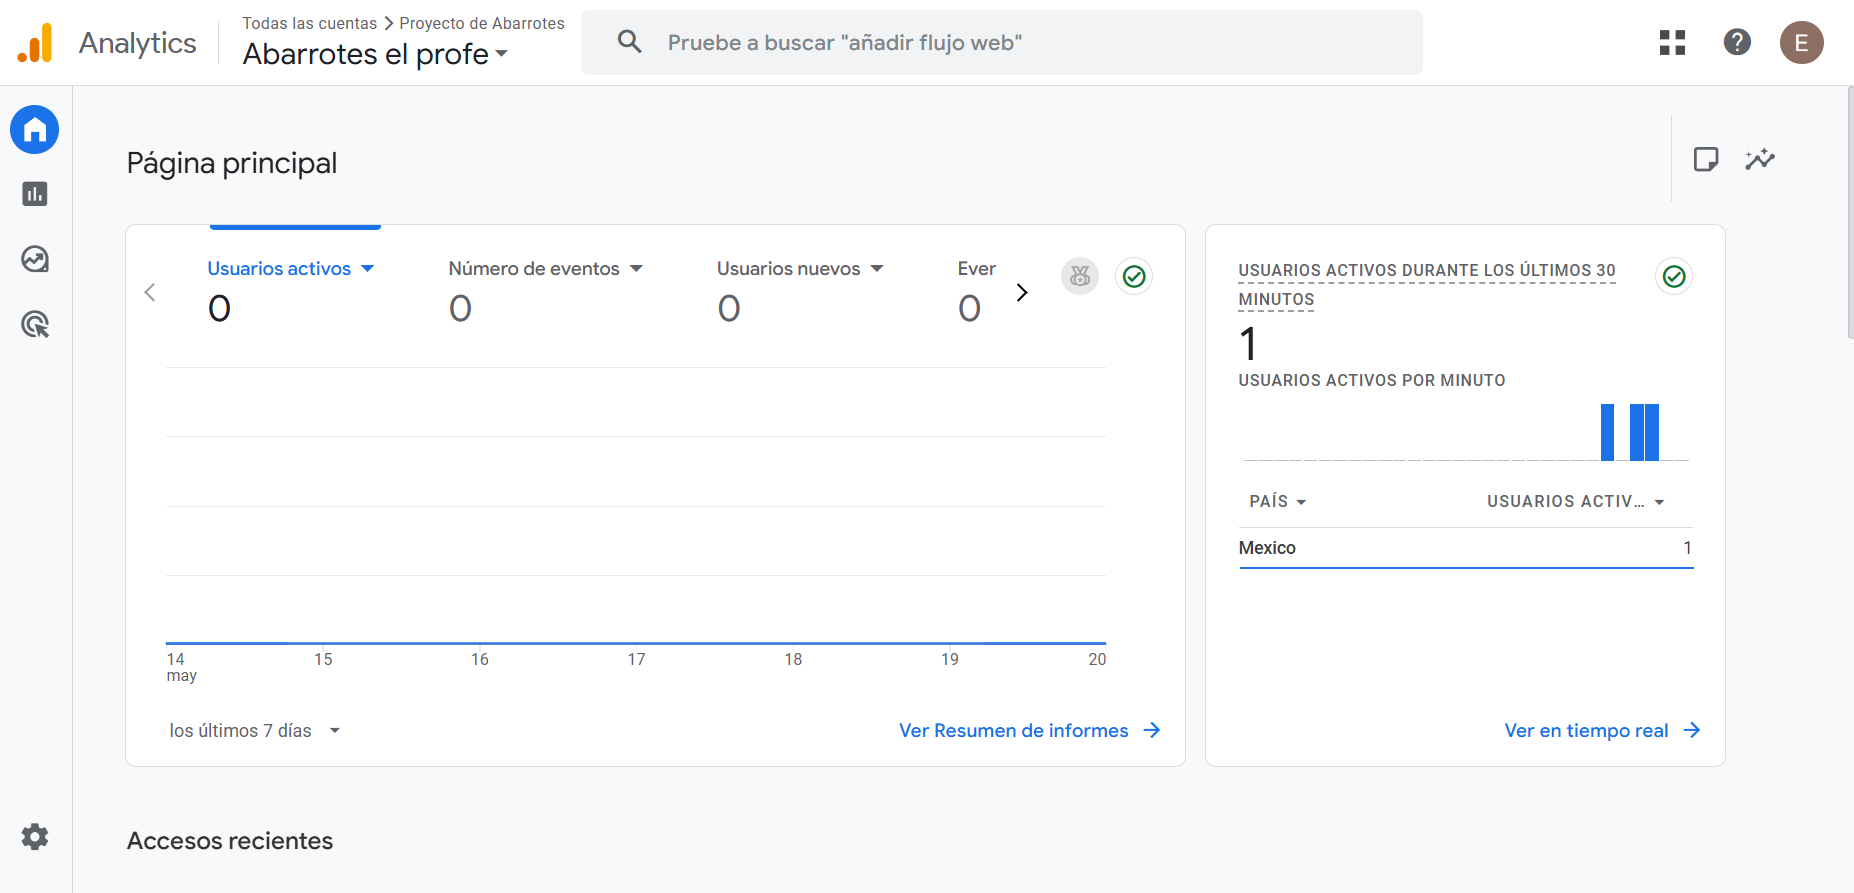 Analytics
Todas las cuentas > Proyecto de Abarrotes
Abarrotes el profe
Pruebe a buscar "añadir flujo web"
E
Página principal
Usuarios activos
0
Número de eventos
0
Usuarios nuevos
0
Ever
0
14
may
15
16
17
18
19
20
los últimos 7 días
Ver Resumen de informes
USUARIOS ACTIVOS DURANTE LOS ÚLTIMOS 30
MINUTOS
1
USUARIOS ACTIVOS POR MINUTO
PAÍS
USUARIOS ACTIV...
Mexico
1
Ver en tiempo real
Accesos recientes